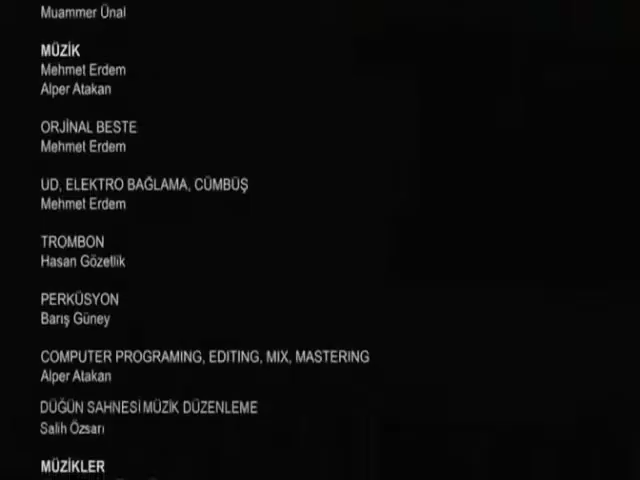 Muammer Ünal
MÜZİK
Mehmet Erdem
Alper Atakan
ORJİNAL BESTE
Mehmet Erdem
UD, ELEKTRO BAĞLAMA, CÜMBÜŞ
Mehmet Erdem
TROMBON
Hasan Gözetlik
PERKÜSYON
Barış Güney
COMPUTER PROGRAMING, EDITING, MIX, MASTERING
Alper Atakan
DÜĞÜN SAHNESİ MÜZİK DÜZENLEME
Salih Özsarı
MÜZİKLER